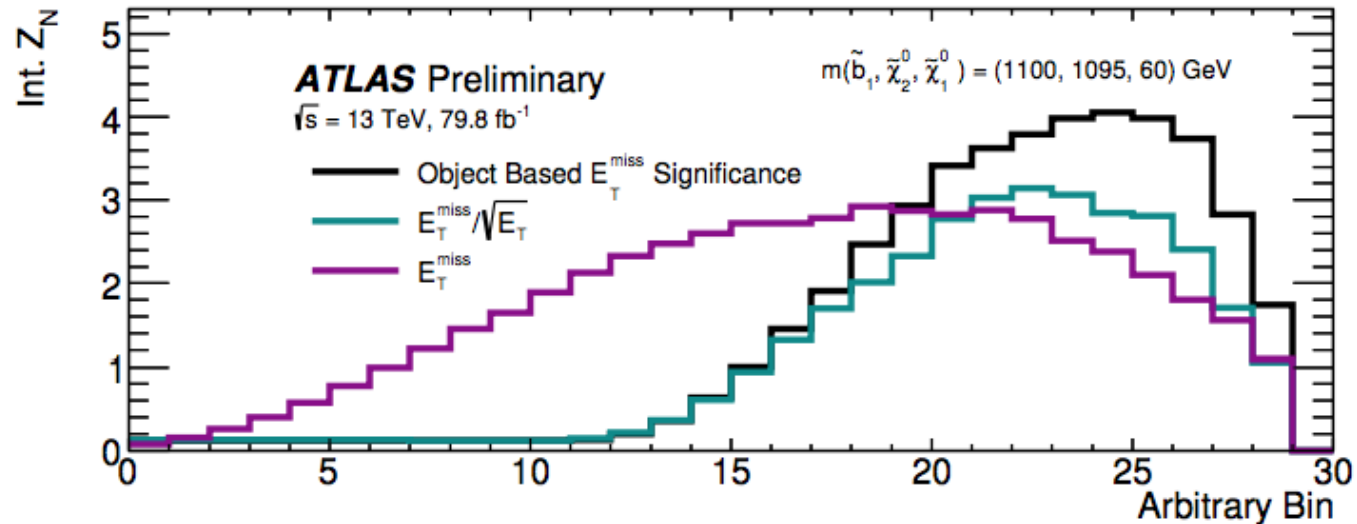 Int. Z_N
5
4
3
2
1
0
ATLAS Preliminary
√s = 13 TeV, 79.8 fb⁻¹
m(b̃₁, χ̃₂⁰, χ̃₁⁰) = (1100, 1095, 60) GeV
Object Based E_T^miss Significance
E_T^miss/√E_T
E_T^miss
0 5 10 15 20 25 30
Arbitrary Bin